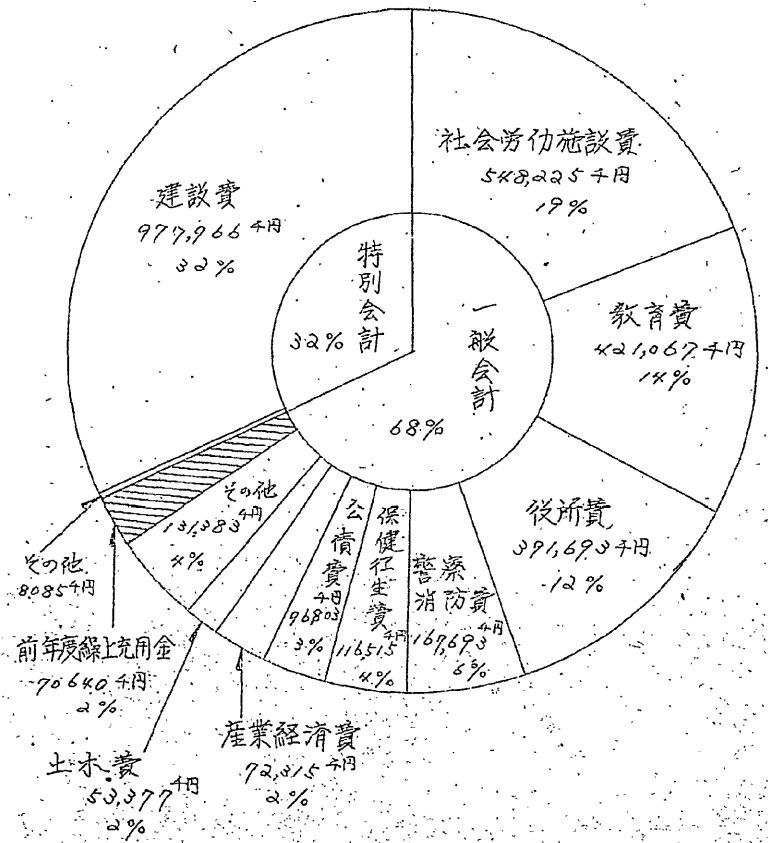 社会労仂施設費
548,225千円
19%
教育費
421,067千円
14%
役所費
391,693千円
12%
警察
消防費
167,693千円
6%
保健衛生費
116,515千円
4%
公債費
96803千円
3%
産業経済費
72,315千円
2%
土木費
53,377千円
2%
その他
131,383千円
4%
前年度繰上充用金
70640千円
2%
その他
8085千円
建設費
977,966千円
32%
特別会計
32%
一般会計
68%